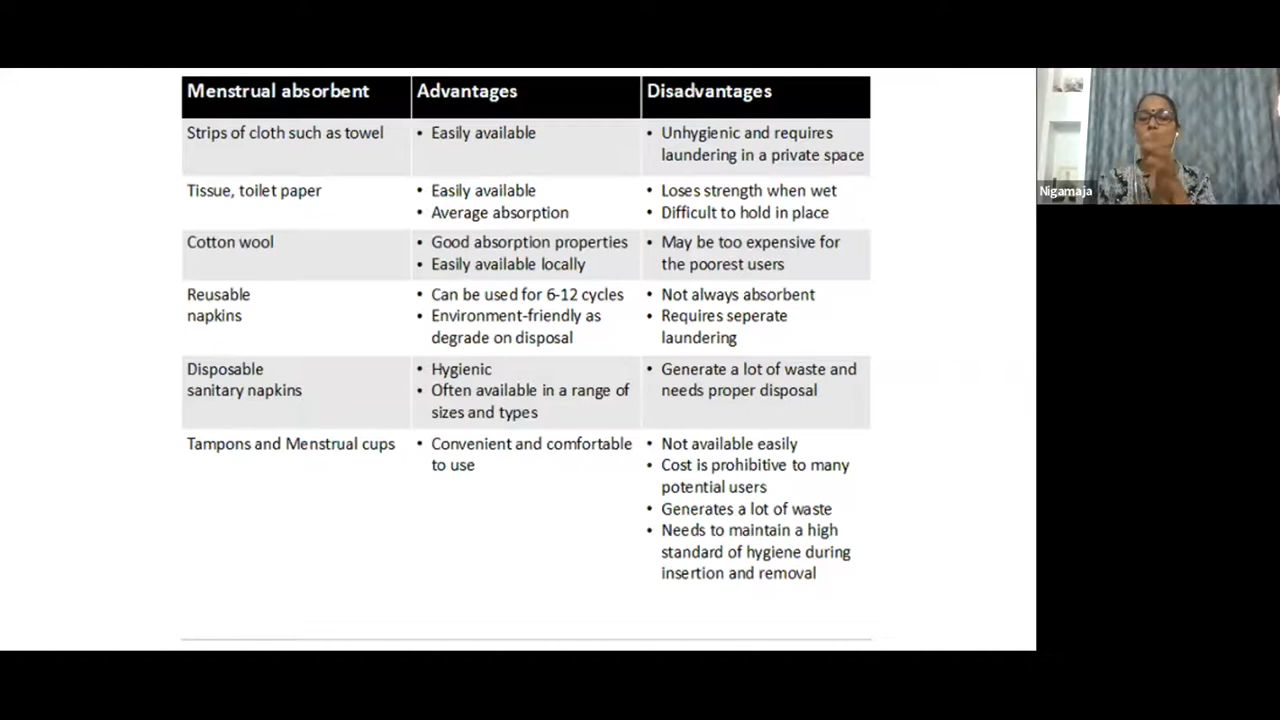 Menstrual absorbent
Advantages
Disadvantages
Strips of cloth such as towel
• Easily available
• Unhygienic and requires
laundering in a private space
Tissue, toilet paper
• Easily available
• Average absorption
• Loses strength when wet
• Difficult to hold in place
Cotton wool
• Good absorption properties
• Easily available locally
• May be too expensive for
the poorest users
Reusable
napkins
• Can be used for 6-12 cycles
• Environment-friendly as
degrade on disposal
• Not always absorbent
• Requires seperate
laundering
Disposable
sanitary napkins
• Hygienic
• Often available in a range of
sizes and types
• Generate a lot of waste and
needs proper disposal
Tampons and Menstrual cups
• Convenient and comfortable
to use
• Not available easily
• Cost is prohibitive to many
potential users
• Generates a lot of waste
• Needs to maintain a high
standard of hygiene during
insertion and removal
Nigamaja